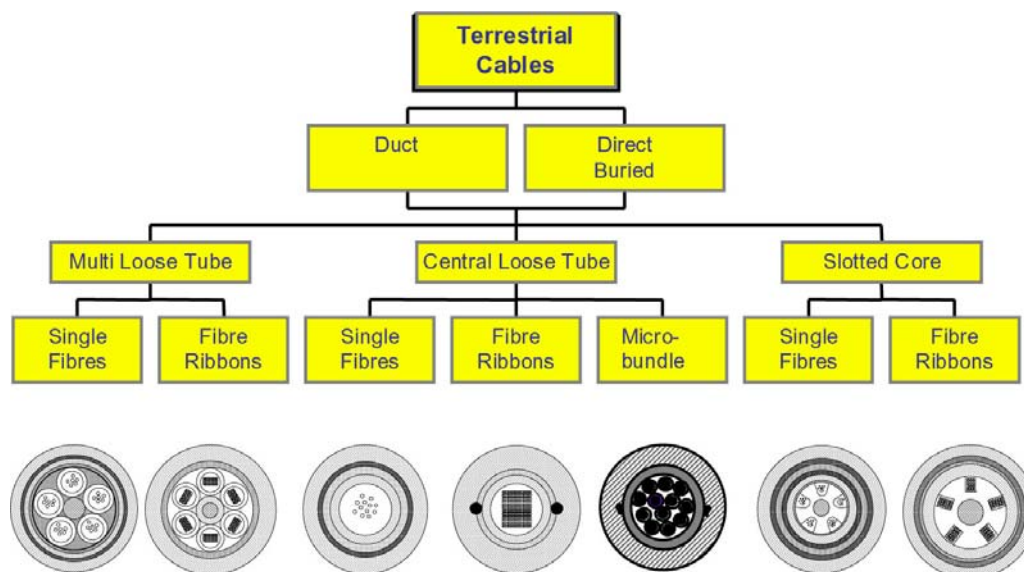 Terrestrial
Cables
Duct
Direct
Buried
Multi Loose Tube
Central Loose Tube
Slotted Core
Single
Fibres
Fibre
Ribbons
Single
Fibres
Fibre
Ribbons
Micro-
bundle
Single
Fibres
Fibre
Ribbons